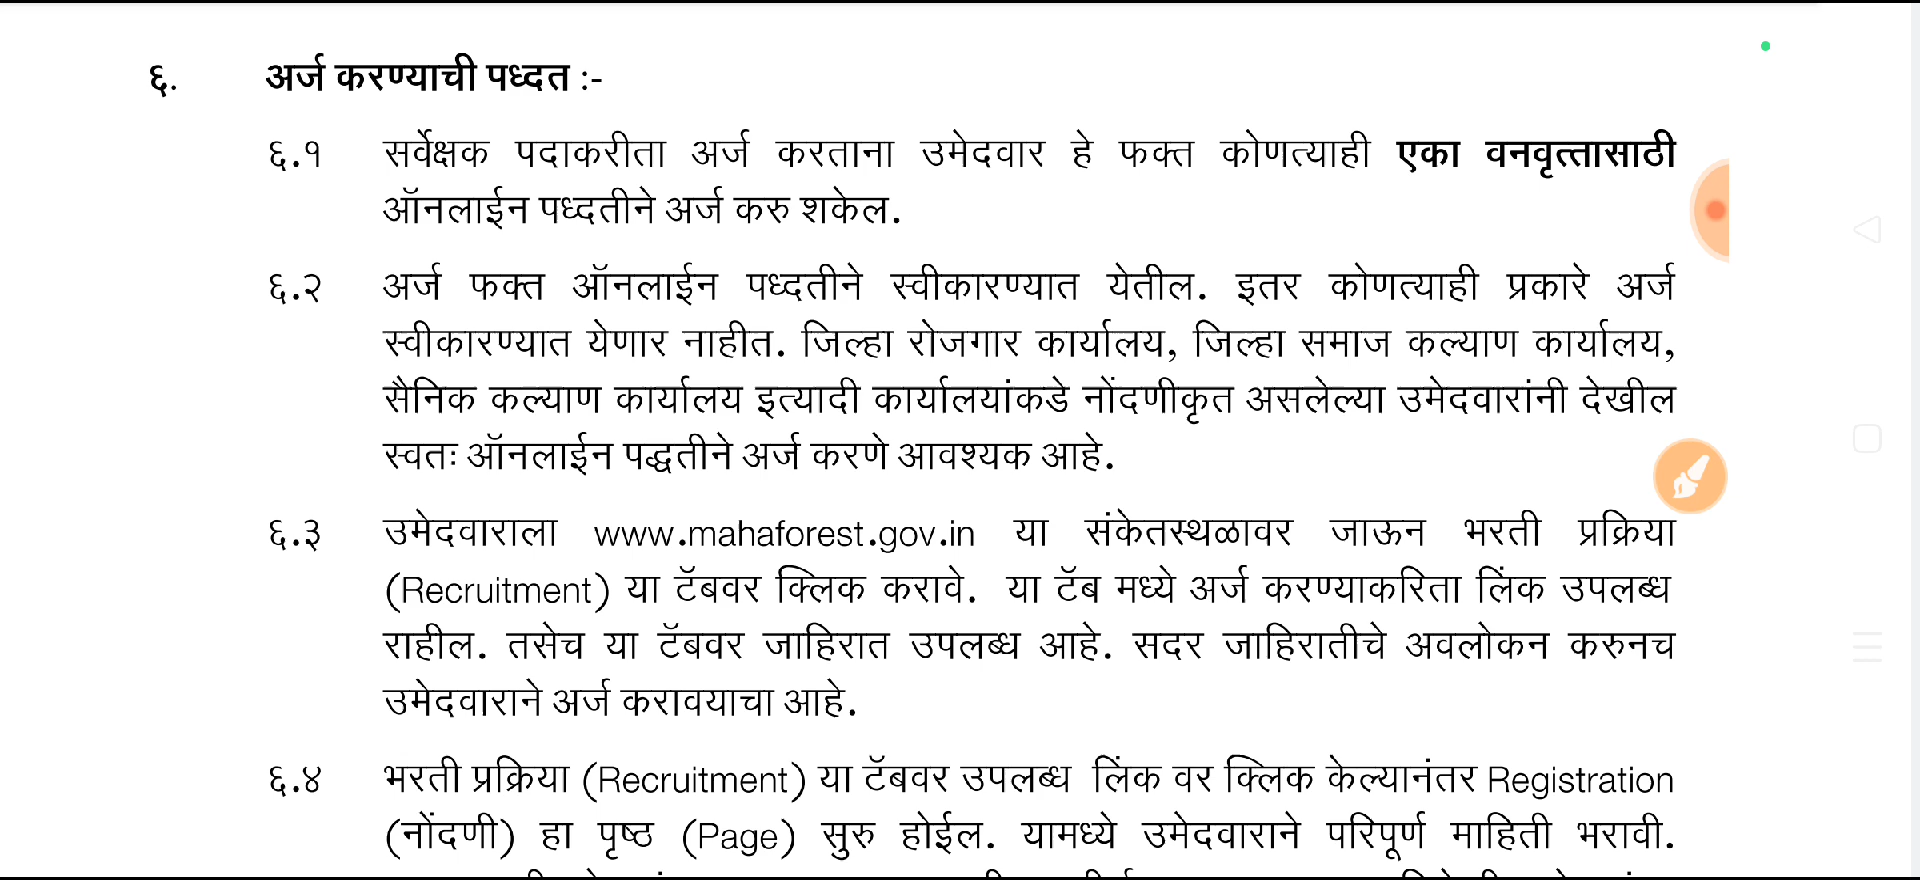 ६. अर्ज करण्याची पध्दत :-
६.१ सर्वेक्षक पदाकरीता अर्ज करताना उमेदवार हे फक्त कोणत्याही एका वनवृत्तासाठी
ऑनलाईन पध्दतीने अर्ज करु शकेल.
६.२ अर्ज फक्त ऑनलाईन पध्दतीने स्वीकारण्यात येतील. इतर कोणत्याही प्रकारे अर्ज
स्वीकारण्यात येणार नाहीत. जिल्हा रोजगार कार्यालय, जिल्हा समाज कल्याण कार्यालय,
सैनिक कल्याण कार्यालय इत्यादी कार्यालयांकडे नोंदणीकृत असलेल्या उमेदवारांनी देखील
स्वतः ऑनलाईन पद्धतीने अर्ज करणे आवश्यक आहे.
६.३ उमेदवाराला www.mahaforest.gov.in या संकेतस्थळावर जाऊन भरती प्रक्रिया
(Recruitment) या टॅबवर क्लिक करावे. या टॅब मध्ये अर्ज करण्याकरिता लिंक उपलब्ध
राहील. तसेच या टॅबवर जाहिरात उपलब्ध आहे. सदर जाहिरातीचे अवलोकन करुनच
उमेदवाराने अर्ज करावयाचा आहे.
६.४ भरती प्रक्रिया (Recruitment) या टॅबवर उपलब्ध लिंक वर क्लिक केल्यानंतर Registration
(नोंदणी) हा पृष्ठ (Page) सुरु होईल. यामध्ये उमेदवाराने परिपूर्ण माहिती भरावी.